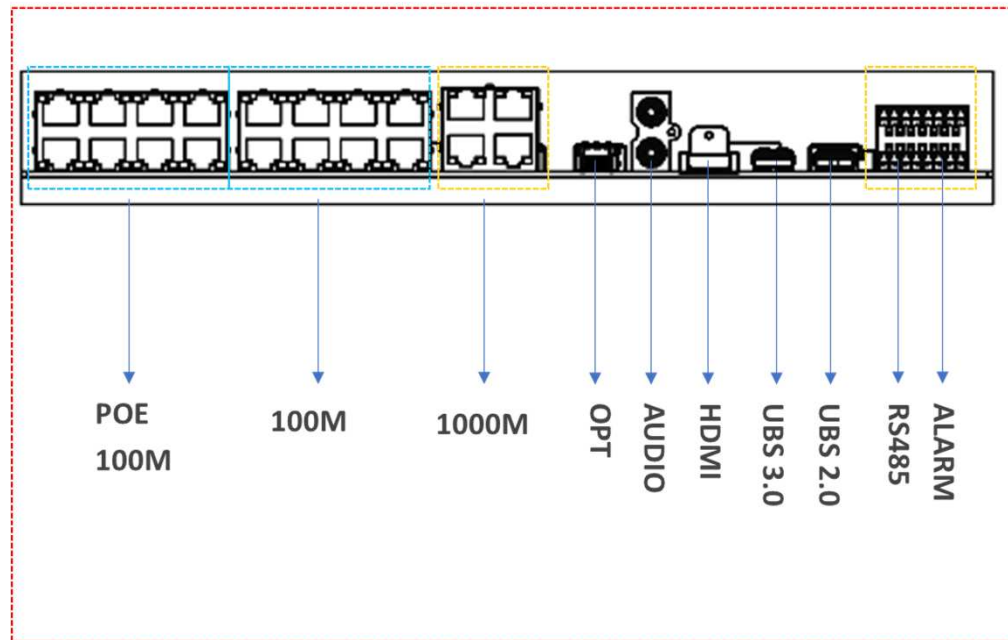 POE
100M
100M
1000M
OPT
AUDIO
HDMI
UBS 3.0
UBS 2.0
RS485
ALARM